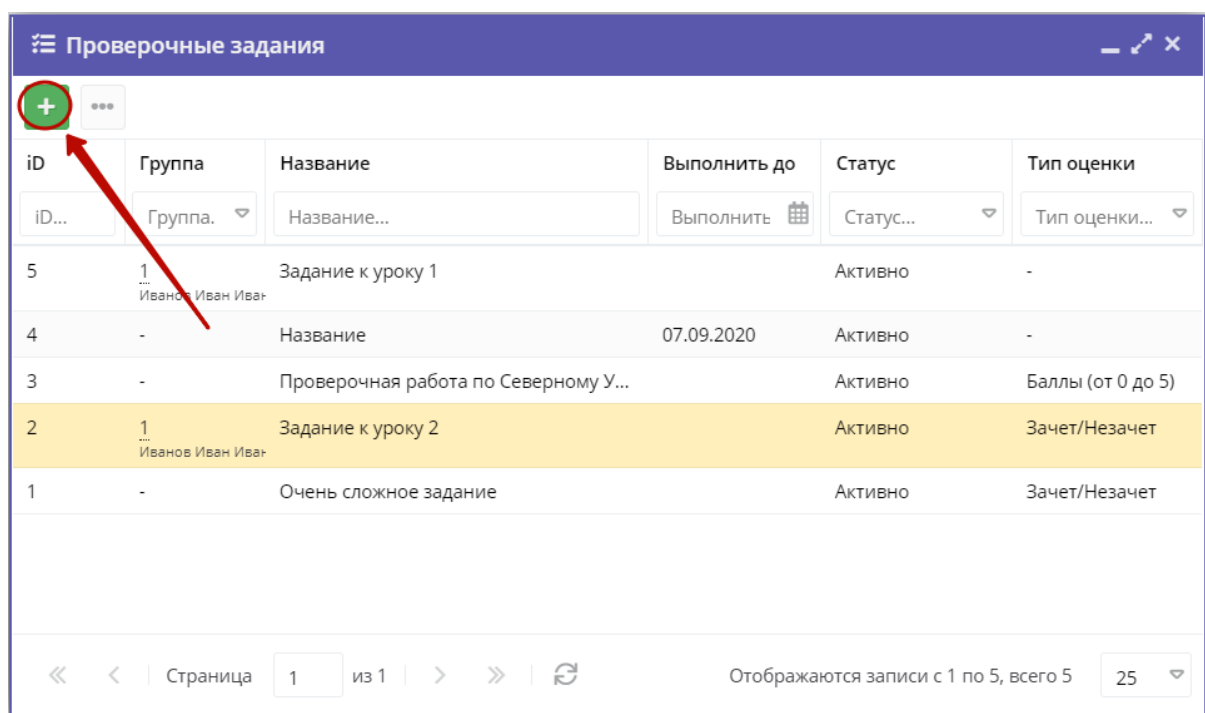 Проверочные задания
iD Группа Название Выполнить до Статус Тип оценки
iD... Группа. Название... Выполнить Статус... Тип оценки...
5 1 Задание к уроку 1 Активно -
Иванов Иван Иван
4 - Название 07.09.2020 Активно -
3 - Проверочная работа по Северному У... Активно Баллы (от 0 до 5)
2 1 Задание к уроку 2 Активно Зачет/Незачет
Иванов Иван Иван
1 - Очень сложное задание Активно Зачет/Незачет
Страница 1 из 1 Отображаются записи с 1 по 5, всего 5 25